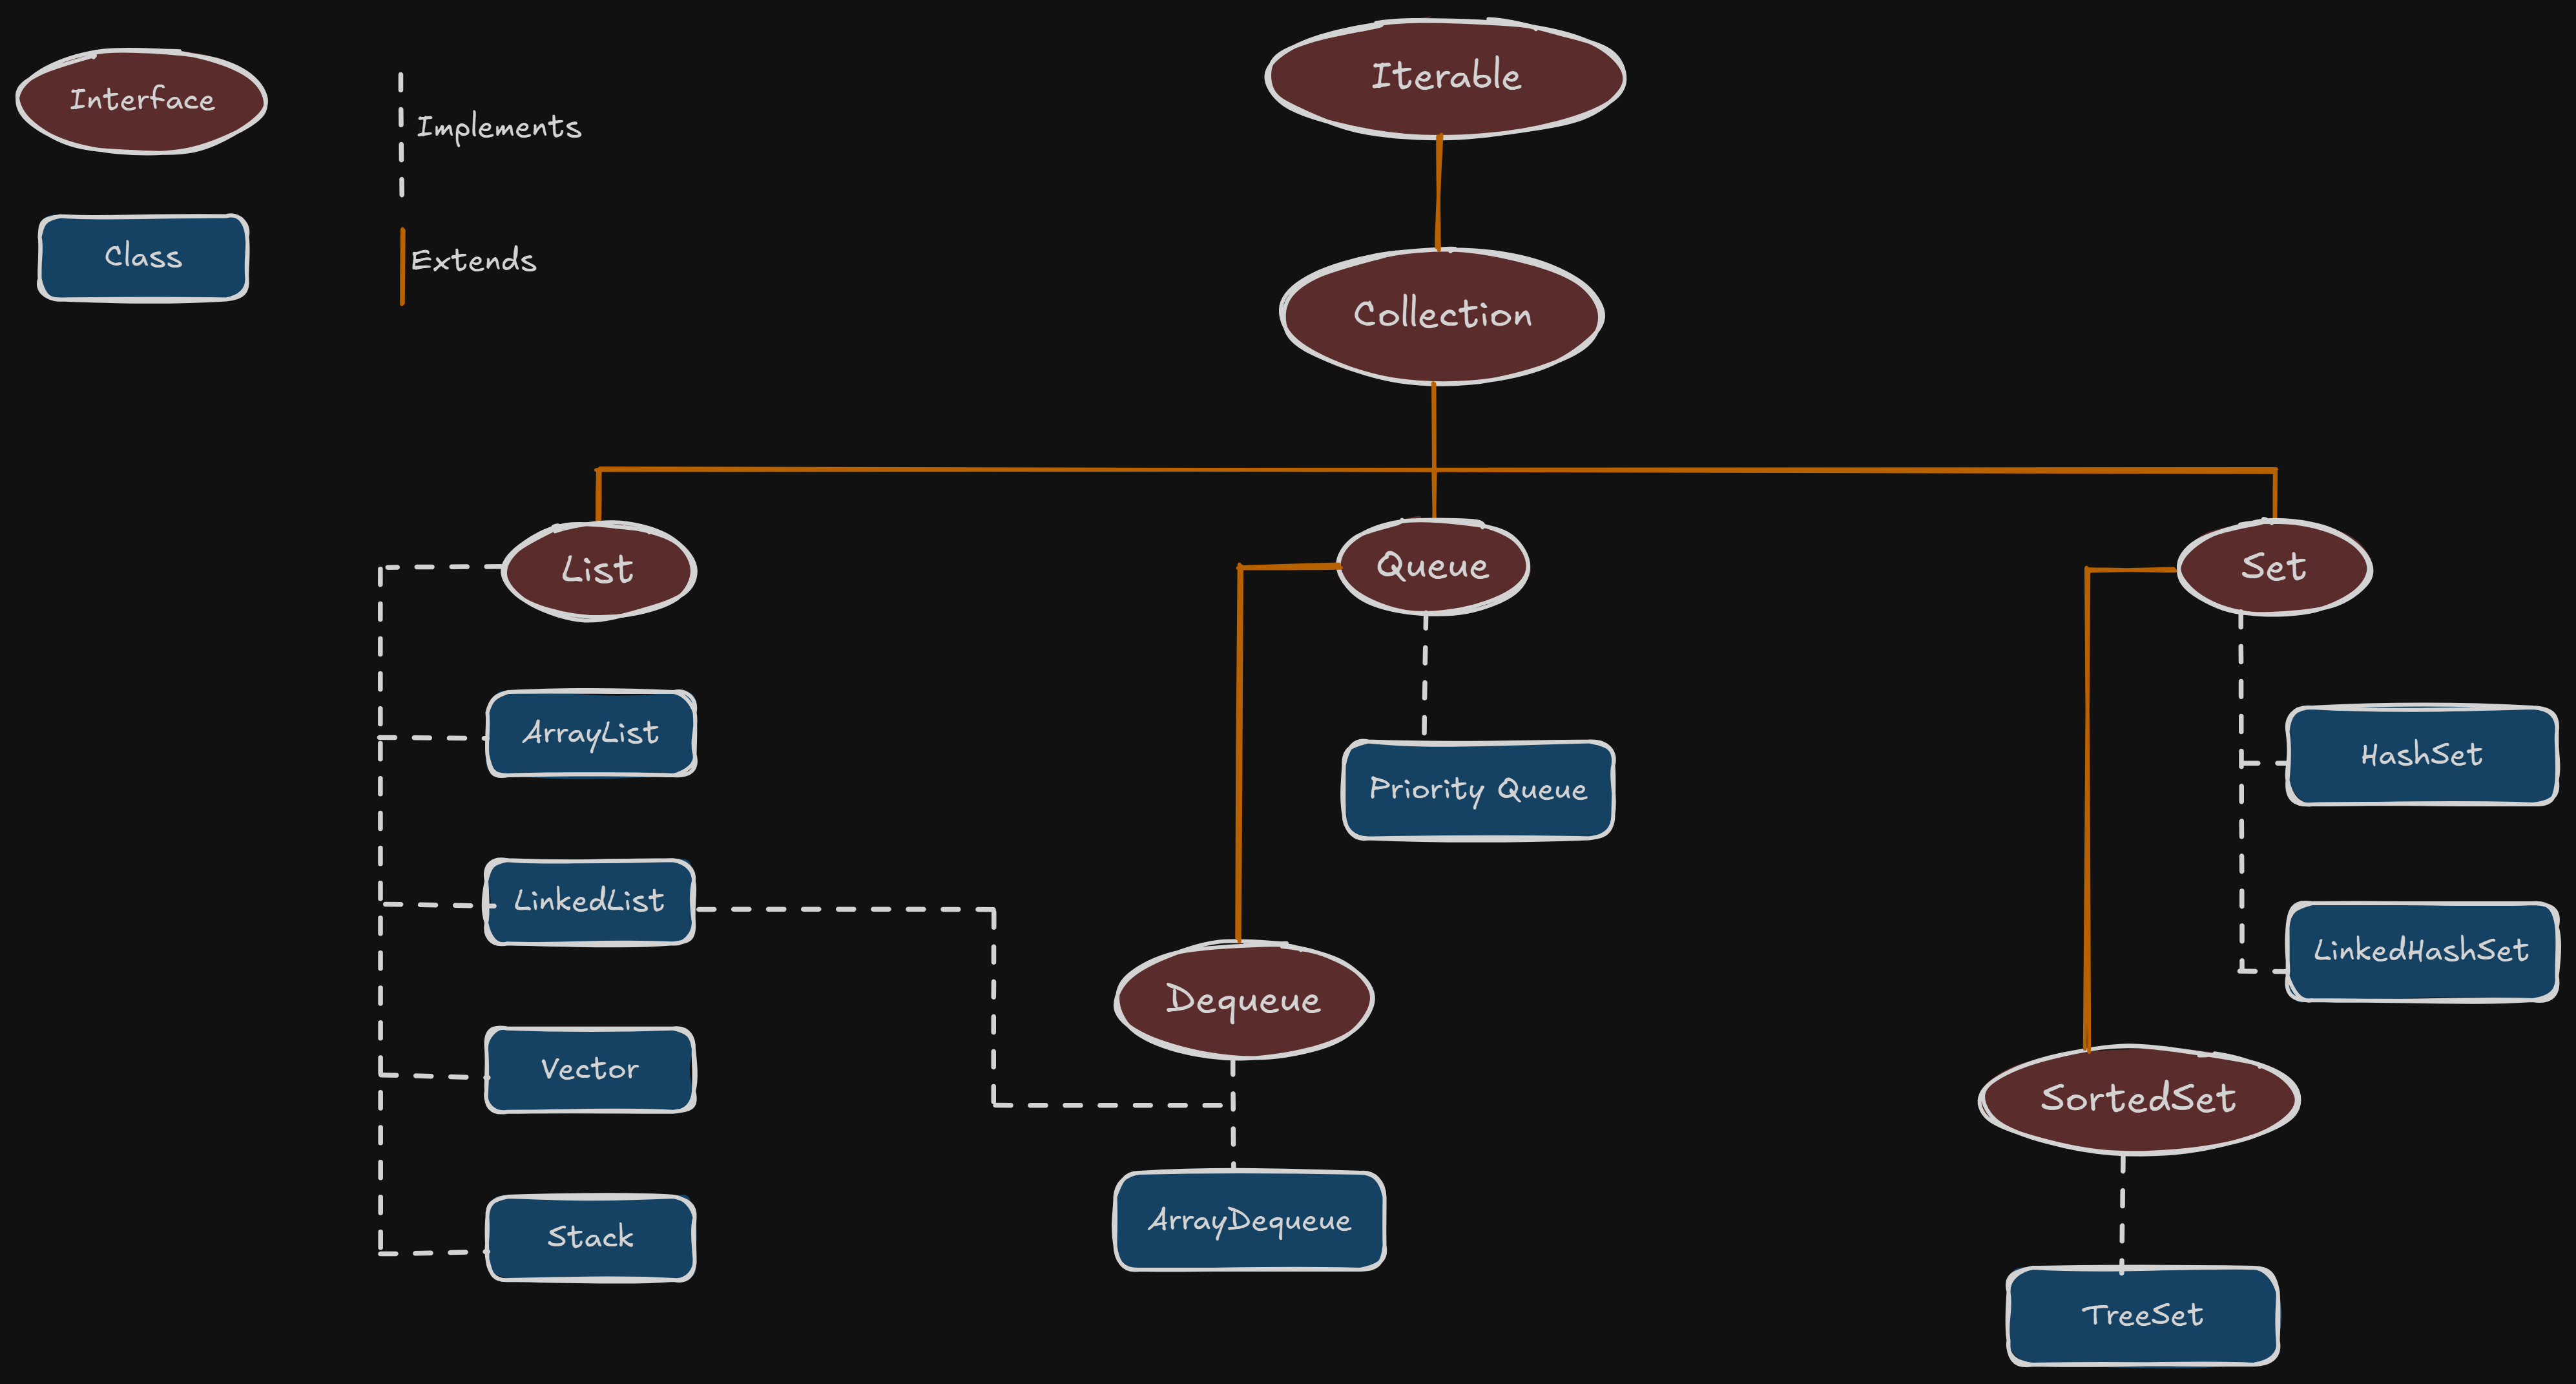 Interface
Implements
Class
Extends
Iterable
Collection
List
Queue
Set
ArrayList
LinkedList
Vector
Stack
Priority Queue
Dequeue
ArrayDequeue
HashSet
LinkedHashSet
SortedSet
TreeSet